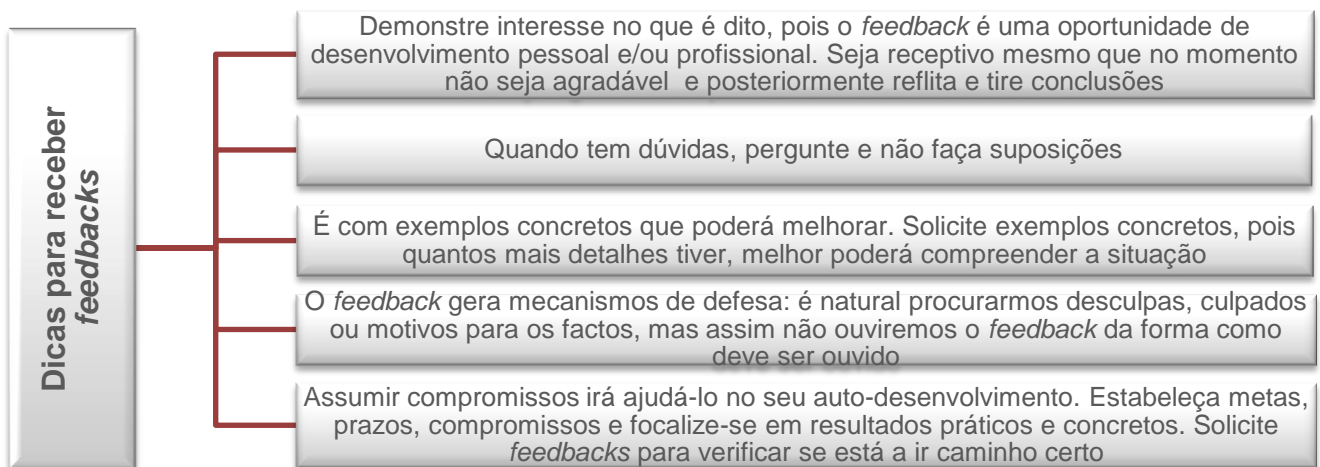 Dicas para receber
feedbacks
Demonstre interesse no que é dito, pois o feedback é uma oportunidade de
desenvolvimento pessoal e/ou profissional. Seja receptivo mesmo que no momento
não seja agradável e posteriormente reflita e tire conclusões
Quando tem dúvidas, pergunte e não faça suposições
É com exemplos concretos que poderá melhorar. Solicite exemplos concretos, pois
quantos mais detalhes tiver, melhor poderá compreender a situação
O feedback gera mecanismos de defesa: é natural procurarmos desculpas, culpados
ou motivos para os factos, mas assim não ouviremos o feedback da forma como
deve ser ouvido
Assumir compromissos irá ajudá-lo no seu auto-desenvolvimento. Estabeleça metas,
prazos, compromissos e focalize-se em resultados práticos e concretos. Solicite
feedbacks para verificar se está a ir caminho certo